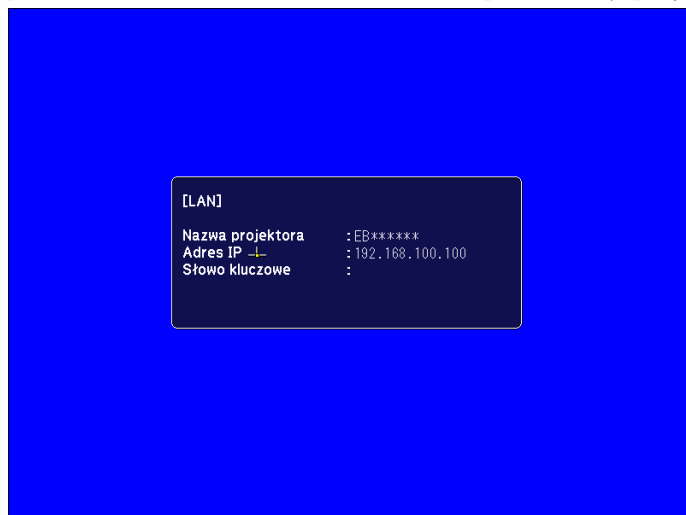 [LAN]
Nazwa projektora :EB******
Adres IP :192.168.100.100
Słowo kluczowe :